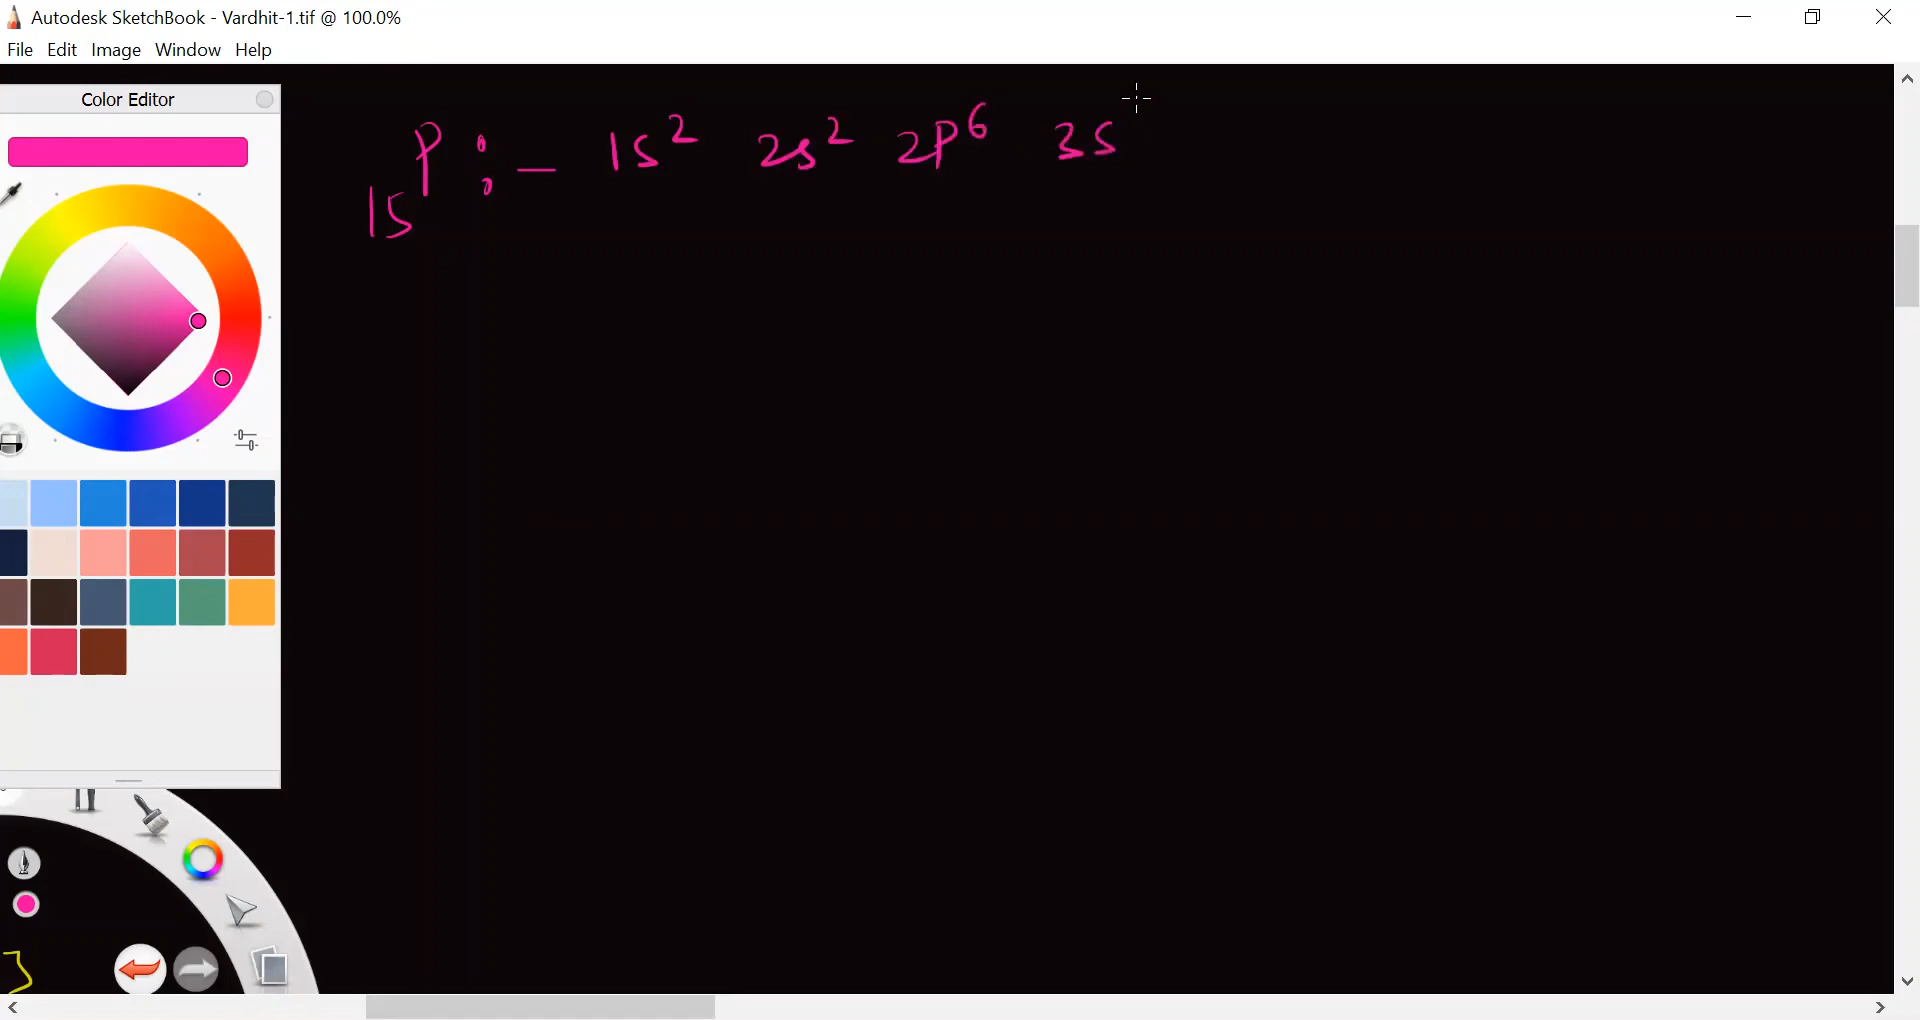 Autodesk SketchBook - Vardhit-1.tif @ 100.0%
File Edit Image Window Help
Color Editor
₁₅P :- 1s² 2s² 2p⁶ 3s
3